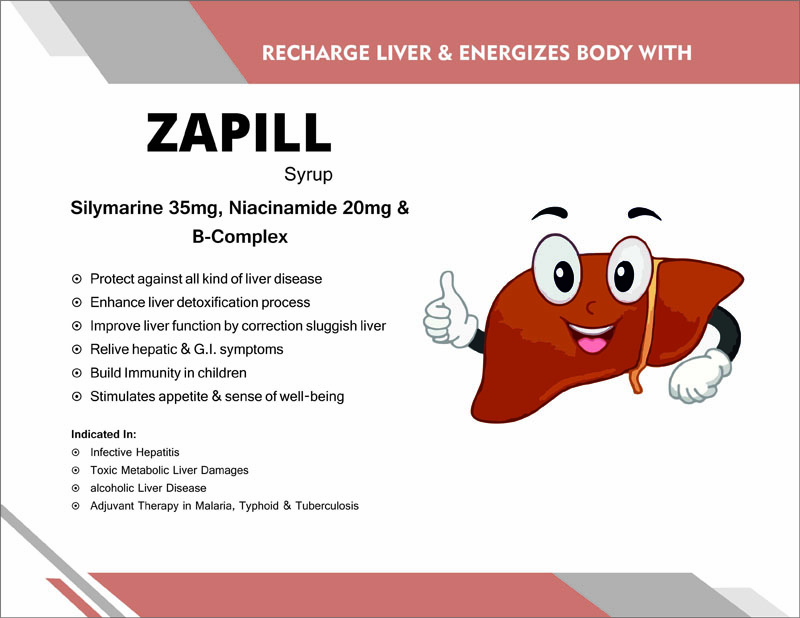 RECHARGE LIVER & ENERGIZES BODY WITH
ZAPILL
Syrup
Silymarine 35mg, Niacinamide 20mg &
B-Complex
Protect against all kind of liver disease
Enhance liver detoxification process
Improve liver function by correction sluggish liver
Relive hepatic & G.I. symptoms
Build Immunity in children
Stimulates appetite & sense of well-being
Indicated In:
Infective Hepatitis
Toxic Metabolic Liver Damages
alcoholic Liver Disease
Adjuvant Therapy in Malaria, Typhoid & Tuberculosis